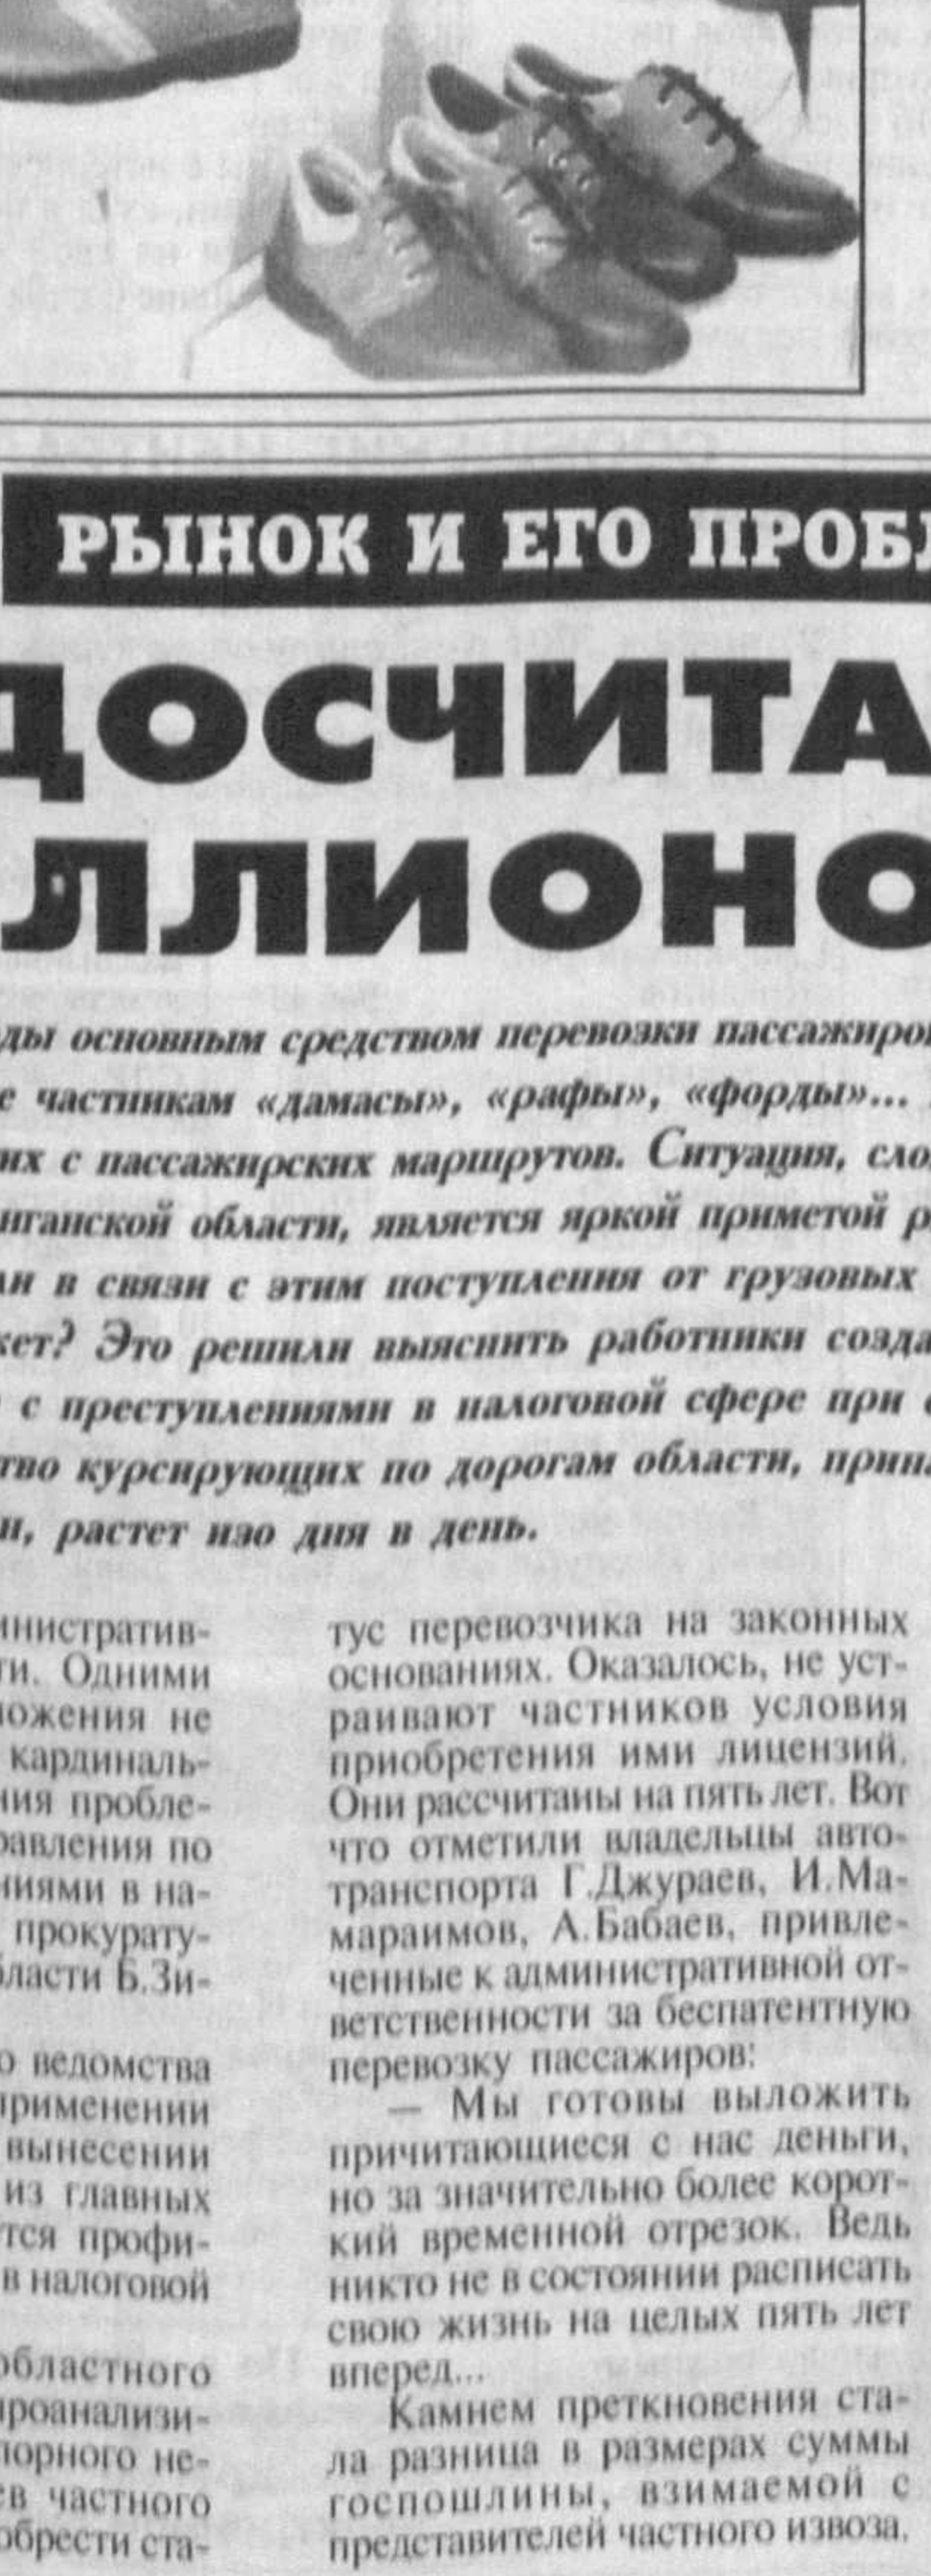 РЫНОК И ЕГО ПРОБЛ
ДОСЧИТА
ллионо
ды основным средством перевозки пассажиров
е частникам «дамасы», «рафы», «форды»...
их с пассажирских маршрутов. Ситуация, сло
нганской области, является яркой приметой р
ли в связи с этим поступления от грузовых
кет? Это решили выяснить работники созда
с преступлениями в налоговой сфере при
тво курсирующих по дорогам области, прин
и, растет изо дня в день.
инистратив-
ти. Одними
ложения не
кардиналь-
ния пробле-
равления по
ниями в на-
прокурату-
бласти Б.Зи-
о ведомства
применении
вынесении
из главных
тся профи-
в налоговой
областного
проанализи-
порного не-
ев частного
обрести ста-
тус перевозчика на законных
основаниях. Оказалось, не уст-
раивают частников условия
приобретения ими лицензий.
Они рассчитаны на пять лет. Вот
что отметили владельцы авто-
транспорта Г.Джураев, И.Ма-
мараимов, А.Бабаев, привле-
ченные к административной от-
ветственности за беспатентную
перевозку пассажиров:
— Мы готовы выложить
причитающиеся с нас деньги,
но за значительно более корот-
кий временной отрезок. Ведь
никто не в состоянии расписать
свою жизнь на целых пять лет
вперед...
Камнем преткновения ста-
ла разница в размерах суммы
госпошлины, взимаемой с
представителей частного извоза.